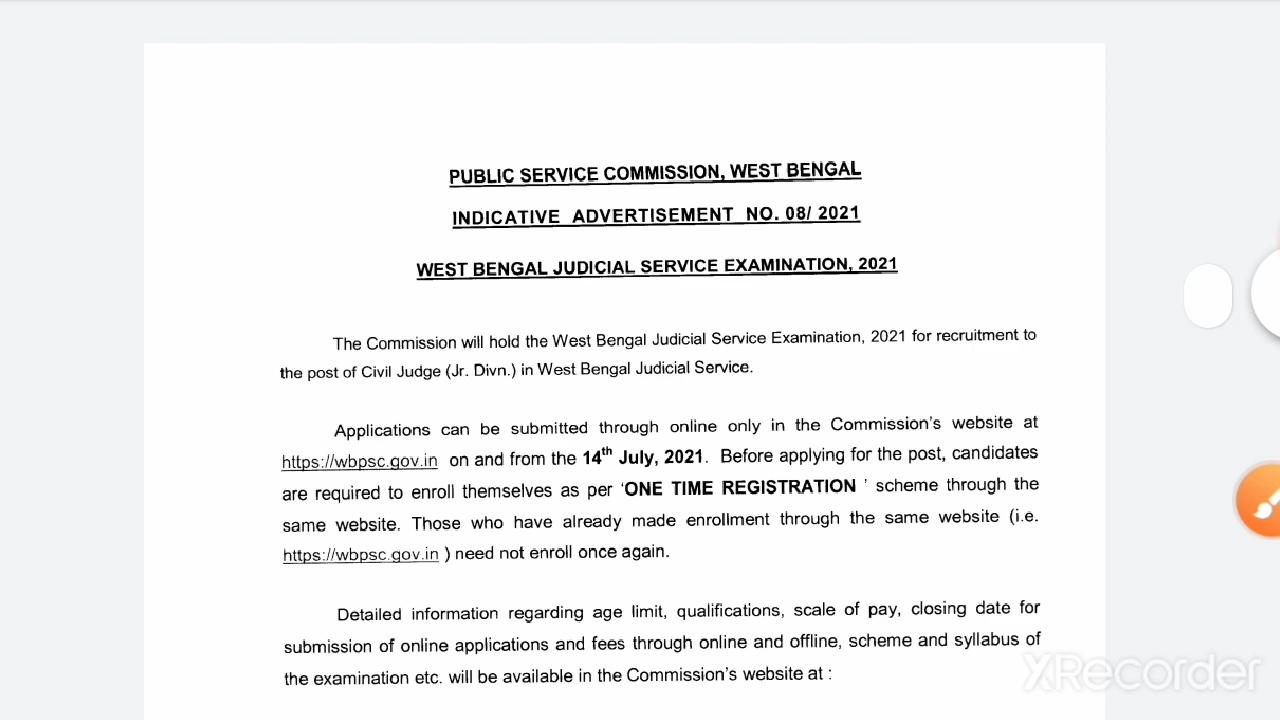 PUBLIC SERVICE COMMISSION, WEST BENGAL
INDICATIVE ADVERTISEMENT NO. 08/ 2021
WEST BENGAL JUDICIAL SERVICE EXAMINATION, 2021
The Commission will hold the West Bengal Judicial Service Examination, 2021 for recruitment to
the post of Civil Judge (Jr. Divn.) in West Bengal Judicial Service.
Applications can be submitted through online only in the Commission's website at
https://wbpsc.gov.in on and from the 14th July, 2021. Before applying for the post, candidates
are required to enroll themselves as per 'ONE TIME REGISTRATION ' scheme through the
same website. Those who have already made enrollment through the same website (i.e.
https://wbpsc.gov.in ) need not enroll once again.
Detailed information regarding age limit, qualifications, scale of pay, closing date for
submission of online applications and fees through online and offline, scheme and syllabus of
the examination etc. will be available in the Commission's website at :
XRecorder